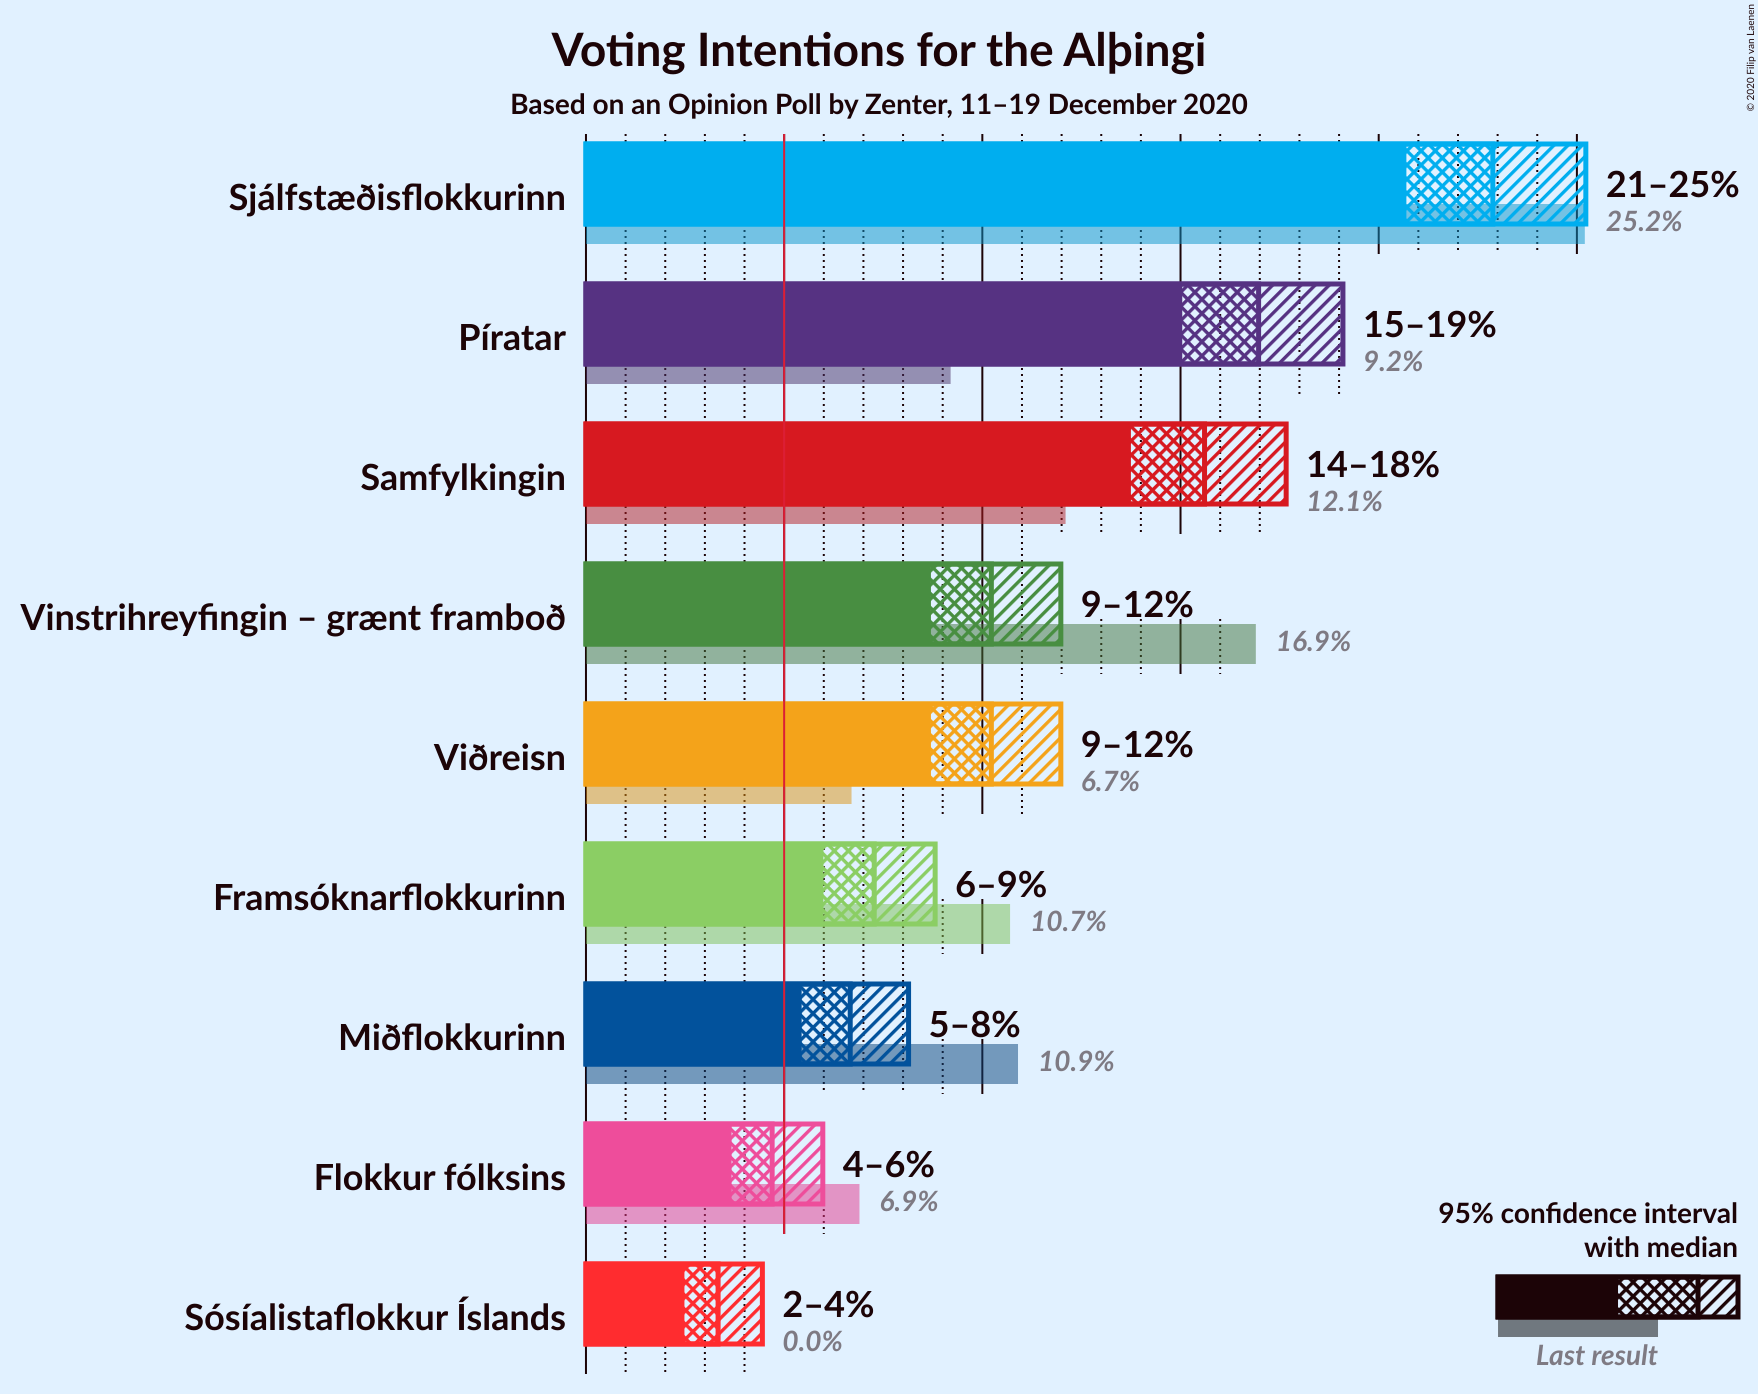 Voting Intentions for the Alþingi
Based on an Opinion Poll by Zenter, 11–19 December 2020
© 2020 Filip van Laenen
Sjálfstæðisflokkurinn
21–25%
25.2%
Píratar
15–19%
9.2%
Samfylkingin
14–18%
12.1%
Vinstrihreyfingin – grænt framboð
9–12%
16.9%
Viðreisn
9–12%
6.7%
Framsóknarflokkurinn
6–9%
10.7%
Miðflokkurinn
5–8%
10.9%
Flokkur fólksins
4–6%
6.9%
Sósíalistaflokkur Íslands
2–4%
0.0%
95% confidence interval
with median
Last result